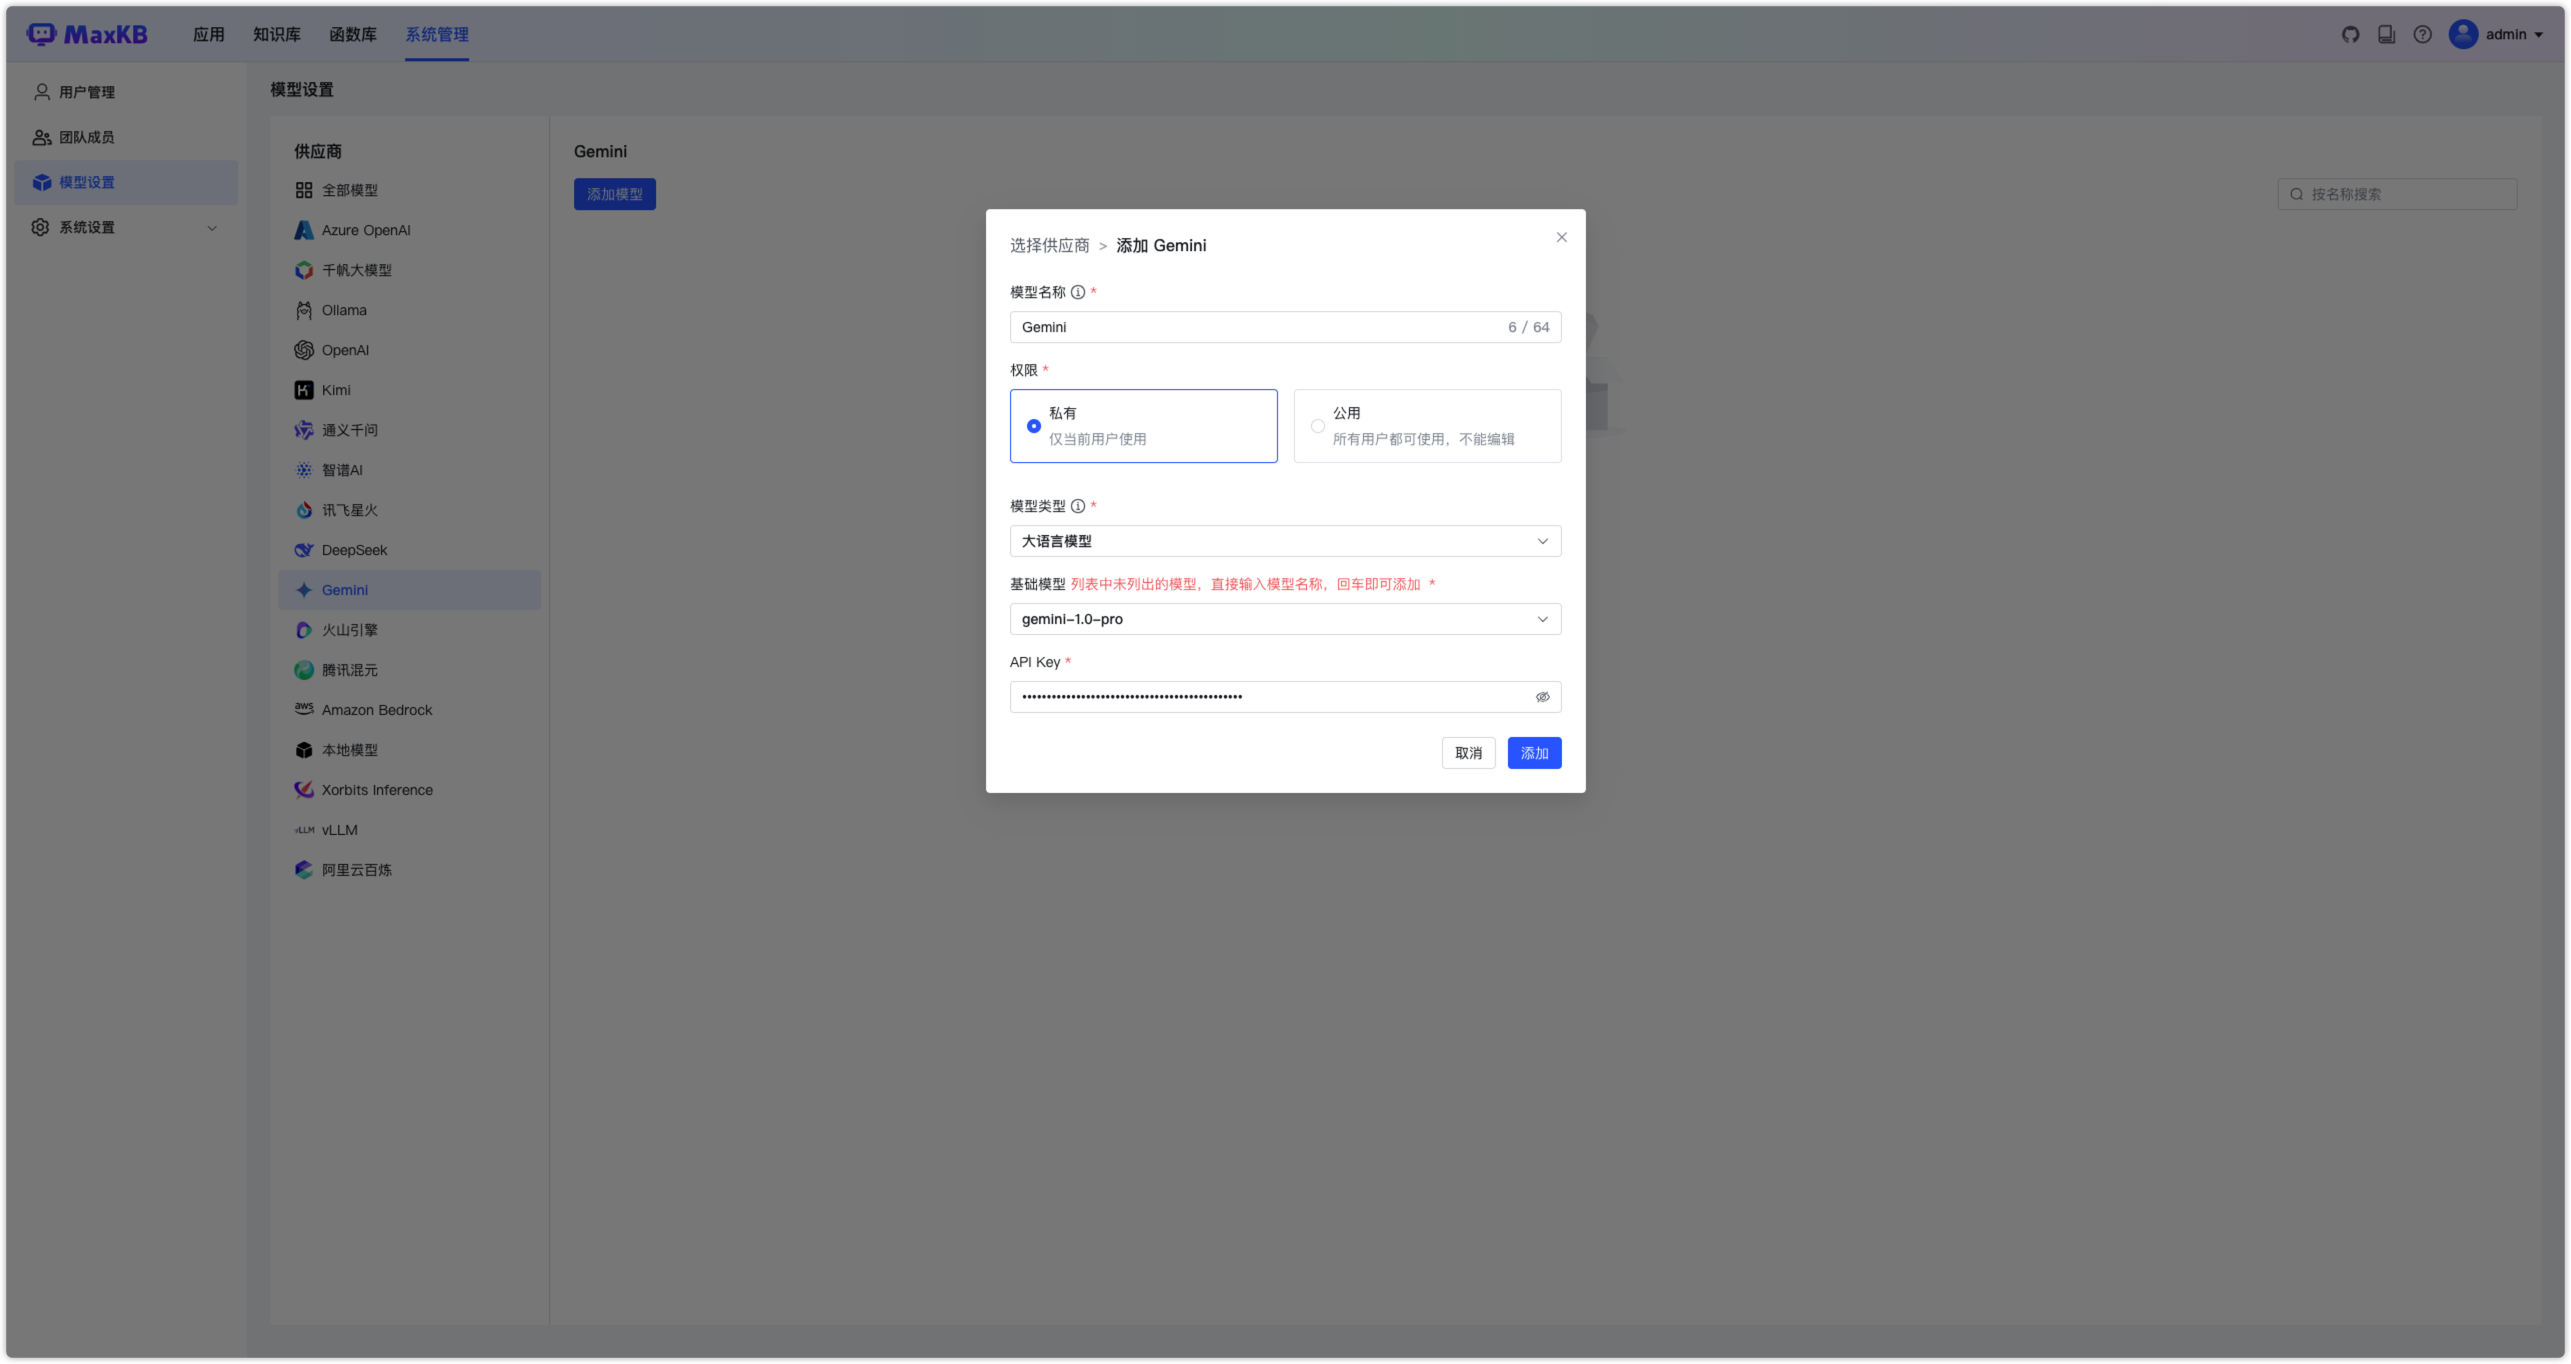 MaxKB
应用
知识库
函数库
系统管理
admin
用户管理
团队成员
模型设置
系统设置
模型设置
供应商
全部模型
Azure OpenAI
千帆大模型
Ollama
OpenAI
Kimi
通义千问
智谱AI
讯飞星火
DeepSeek
Gemini
火山引擎
腾讯混元
aws Amazon Bedrock
本地模型
Xorbits Inference
vLLM vLLM
阿里云百炼
Gemini
添加模型
按名称搜索
选择供应商 > 添加 Gemini
模型名称 *
Gemini 6 / 64
权限 *
私有
仅当前用户使用
公用
所有用户都可使用，不能编辑
模型类型 *
大语言模型
基础模型 列表中未列出的模型，直接输入模型名称，回车即可添加 *
gemini-1.0-pro
API Key *
取消
添加